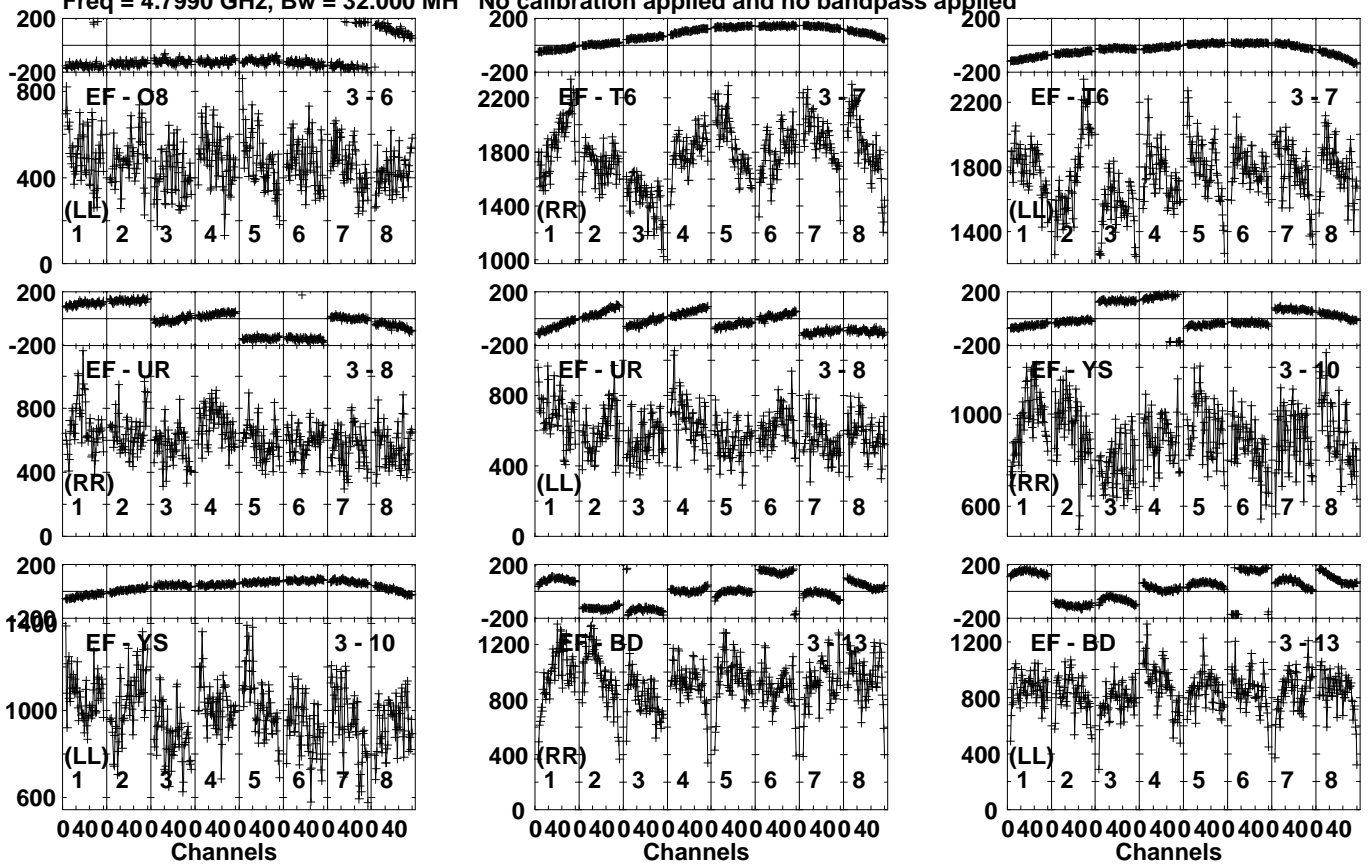 Freq = 4.7990 GHz, Bw = 32.000 MH No calibration applied and no bandpass applied
200 200 200
-200 -200 -200
800 EF - O8 3 - 6 2200 EF - T6 3 - 7 2200 EF - T6 3 - 7
400 1800 1800
1400 1400
(LL) (RR) (LL)
1 2 3 4 5 6 7 8 1 2 3 4 5 6 7 8 1 2 3 4 5 6 7 8
0 1000
200 200 200
-200 -200 -200
EF - UR 3 - 8 EF - UR 3 - 8 EF - YS 3 - 10
800 800 1000
400 400
(RR) (LL) (RR)
1 2 3 4 5 6 7 8 1 2 3 4 5 6 7 8 600 1 2 3 4 5 6 7 8
0 0
200 200 200
-200 -200 -200
1400 EF - YS 3 - 10 1200 EF - BD 3 - 13 1200 EF - BD 3 - 13
1000 800 800
400 400
(LL) (RR) (LL)
1 2 3 4 5 6 7 8 1 2 3 4 5 6 7 8 1 2 3 4 5 6 7 8
600 0 0
0 40 0 40 0 40 0 40 0 40 0 40 0 40 0 40 0 40 0 40 0 40 0 40 0 40 0 40 0 40 0 40 0 40 0 40 0 40 0 40 0 40 0 40 0 40 0 40
Channels Channels Channels